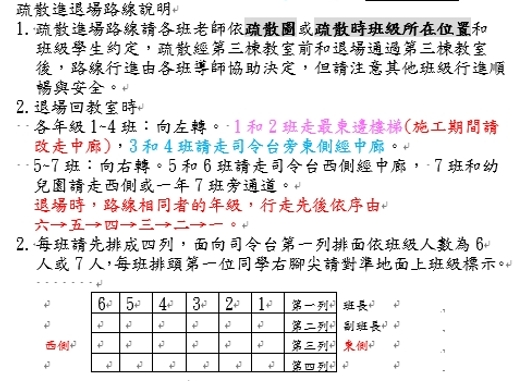 疏散進退場路線說明
1. 疏散進場路線請各班老師依疏散圖或疏散時班級所在位置和
班級學生約定，疏散經第三棟教室前和退場通過第三棟教室
後，路線行進由各班導師協助決定，但請注意其他班級行進順
暢與安全。
2. 退場回教室時
各年級1~4 班：向左轉。1 和 2 班走最東邊樓梯(施工期間請
改走中廊)，3 和 4 班請走司令台旁東側經中廊。
5~7 班：向右轉。5 和 6 班請走司令台西側經中廊，7 班和幼
兒園請走西側或一年 7 班旁通道。
退場時，路線相同者的年級，行走先後依序由
六→五→四→三→二→一。
2. 每班請先排成四列，面向司令台第一列排面依班級人數為 6
人或 7 人,每班排頭第一位同學右腳尖請對準地面上班級標示。
6 5 4 3 2 1 第一列 班長
第二列 副班長
西側 第三列 東側
第四列